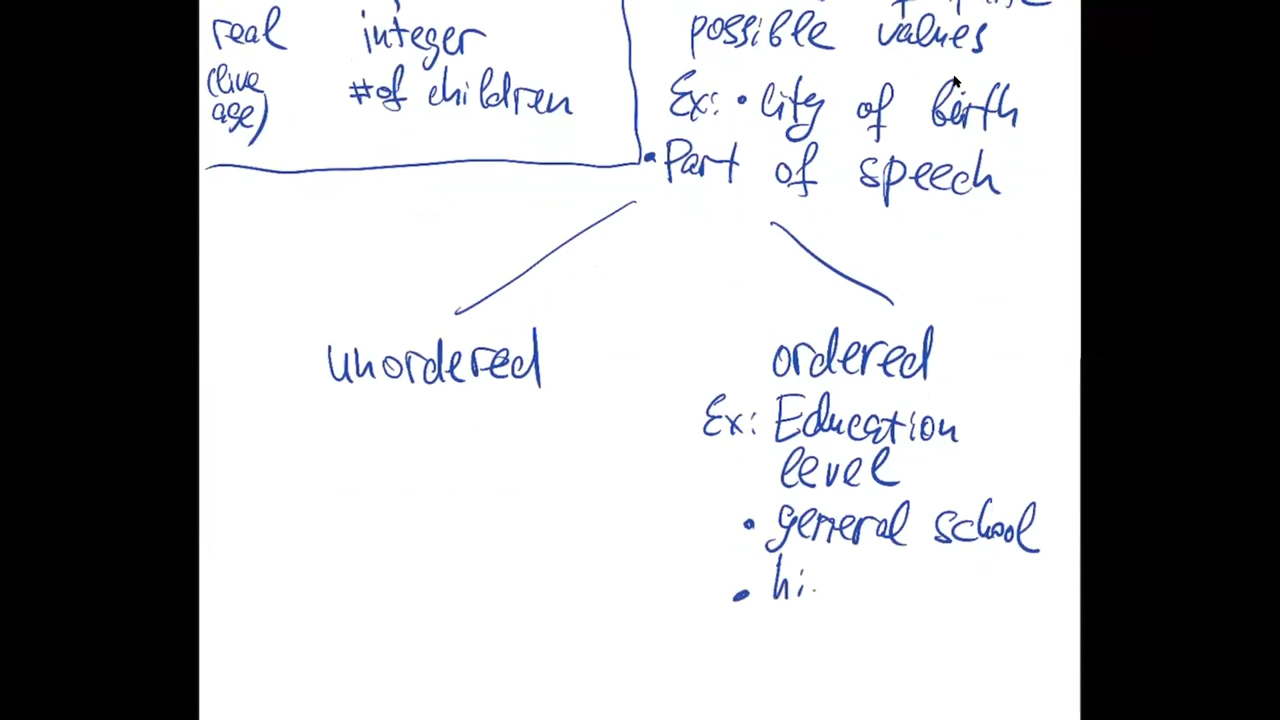 real integer
(live
age)
#of children
possible values
Ex: • City of birth
• Part of speech
unordered
ordered
Ex: Education
level
• general school
• hi